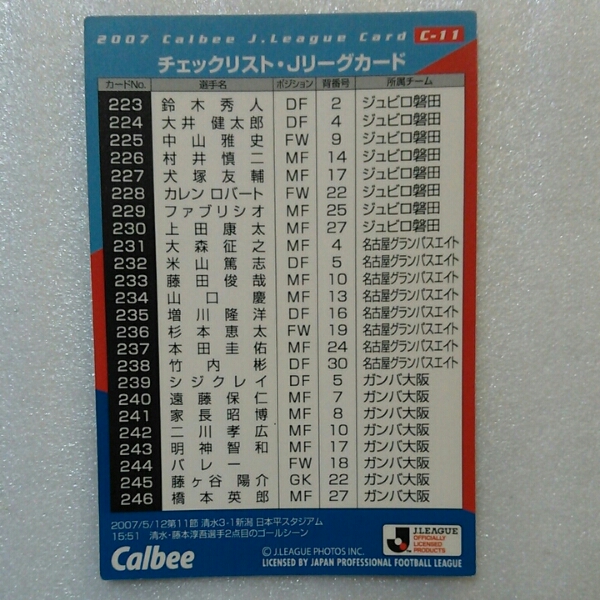 2007 Calbee J.League Card C-11
チェックリスト・Jリーグカード
カードNo. 選手名 ポジション 背番号 所属チーム
223 鈴木秀人 DF 2 ジュビロ磐田
224 大井健太郎 DF 4 ジュビロ磐田
225 中山雅史 FW 9 ジュビロ磐田
226 村井慎二 MF 14 ジュビロ磐田
227 犬塚友輔 MF 17 ジュビロ磐田
228 カレンロバート FW 22 ジュビロ磐田
229 ファブリシオ MF 25 ジュビロ磐田
230 上田康太 MF 27 ジュビロ磐田
231 大森征之 MF 4 名古屋グランパスエイト
232 米山篤志 DF 5 名古屋グランパスエイト
233 藤田俊哉 MF 10 名古屋グランパスエイト
234 山口慶 MF 13 名古屋グランパスエイト
235 増川隆洋 DF 16 名古屋グランパスエイト
236 杉本恵太 FW 19 名古屋グランパスエイト
237 本田圭佑 MF 24 名古屋グランパスエイト
238 竹内彬 DF 30 名古屋グランパスエイト
239 シジクレイ DF 5 ガンバ大阪
240 遠藤保仁 MF 7 ガンバ大阪
241 家長昭博 MF 8 ガンバ大阪
242 二川孝広 MF 10 ガンバ大阪
243 明神智和 MF 17 ガンバ大阪
244 バレー FW 18 ガンバ大阪
245 藤ヶ谷陽介 GK 22 ガンバ大阪
246 橋本英郎 MF 27 ガンバ大阪
2007/5/12第11節 清水3-1新潟 日本平スタジアム
15:51 清水・藤本淳吾選手2点目のゴールシーン
Calbee
J.LEAGUE
OFFICIALLY
LICENSED
PRODUCTS
© J.LEAGUE PHOTOS INC.
LICENSED BY JAPAN PROFESSIONAL FOOTBALL LEAGUE